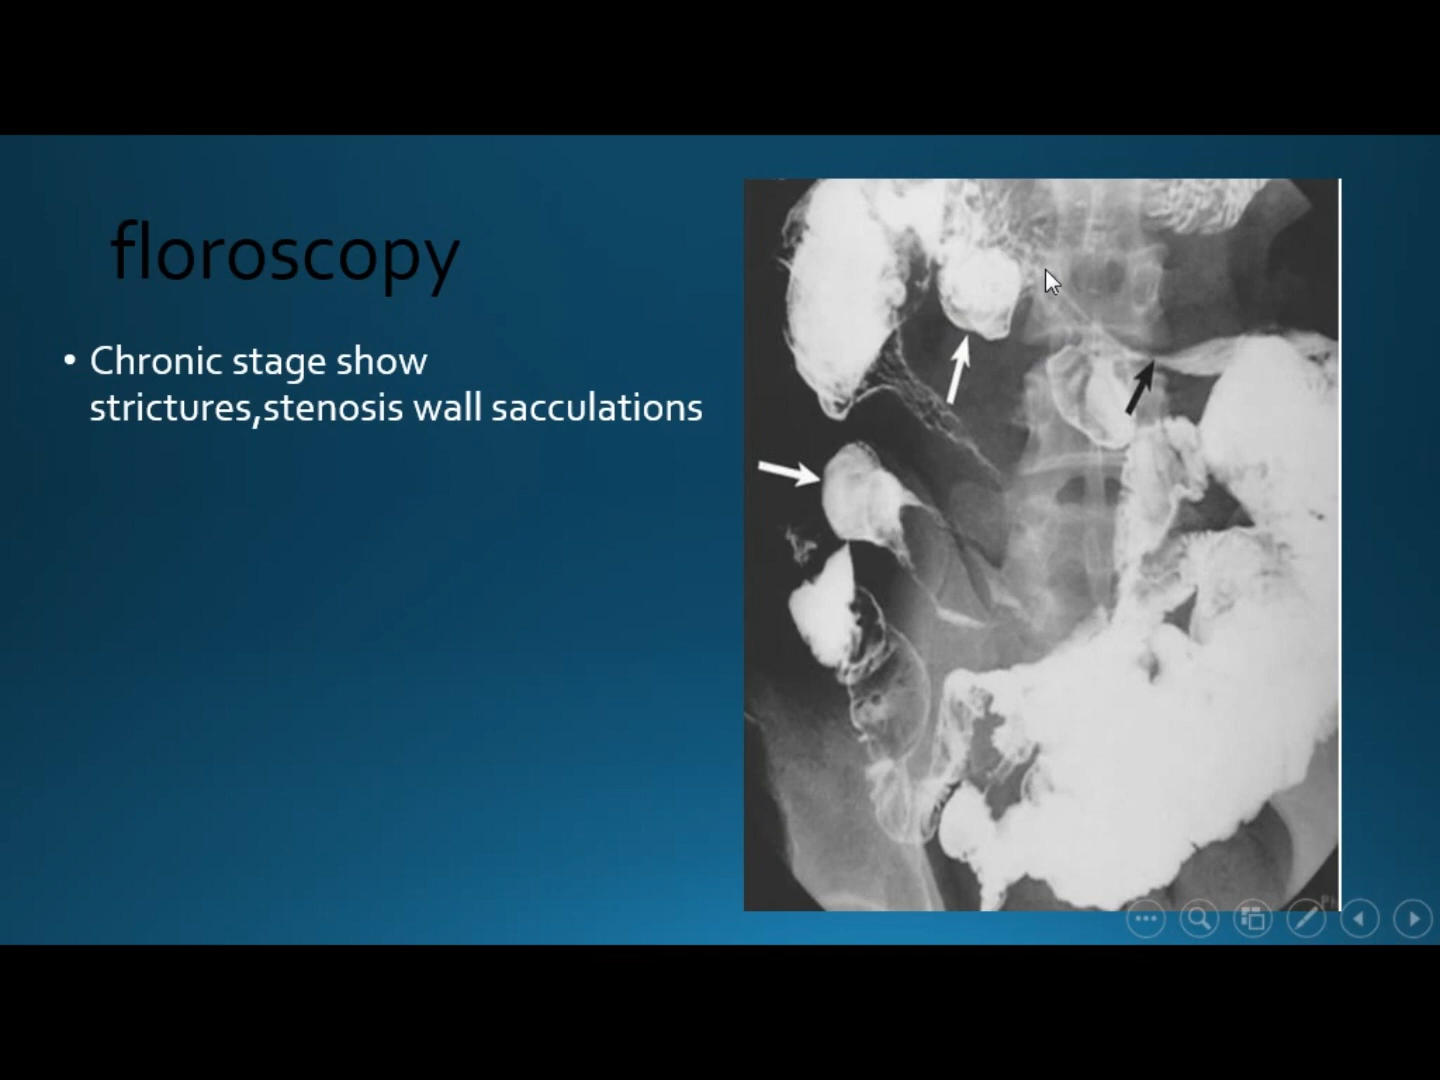 floroscopy
• Chronic stage show
strictures,stenosis wall sacculations